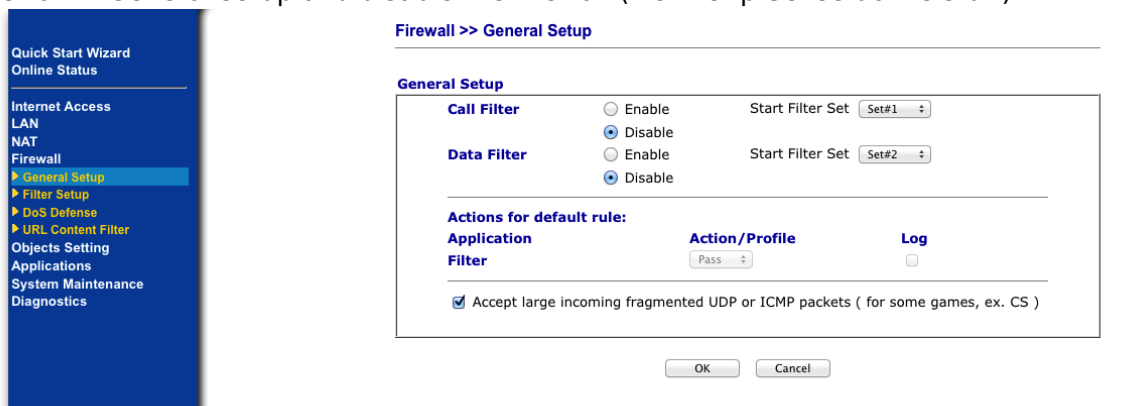 Firewall >> General Setup
Quick Start Wizard
Online Status
Internet Access
LAN
NAT
Firewall
General Setup
Filter Setup
DoS Defense
URL Content Filter
Objects Setting
Applications
System Maintenance
Diagnostics
General Setup
Call Filter Enable Start Filter Set Set#1
Disable
Data Filter Enable Start Filter Set Set#2
Disable
Actions for default rule:
Application Action/Profile Log
Filter Pass
Accept large incoming fragmented UDP or ICMP packets ( for some games, ex. CS )
OK Cancel